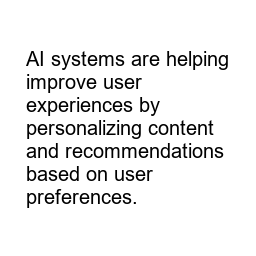 AI systems are helping
improve user
experiences by
personalizing content
and recommendations
based on user
preferences.